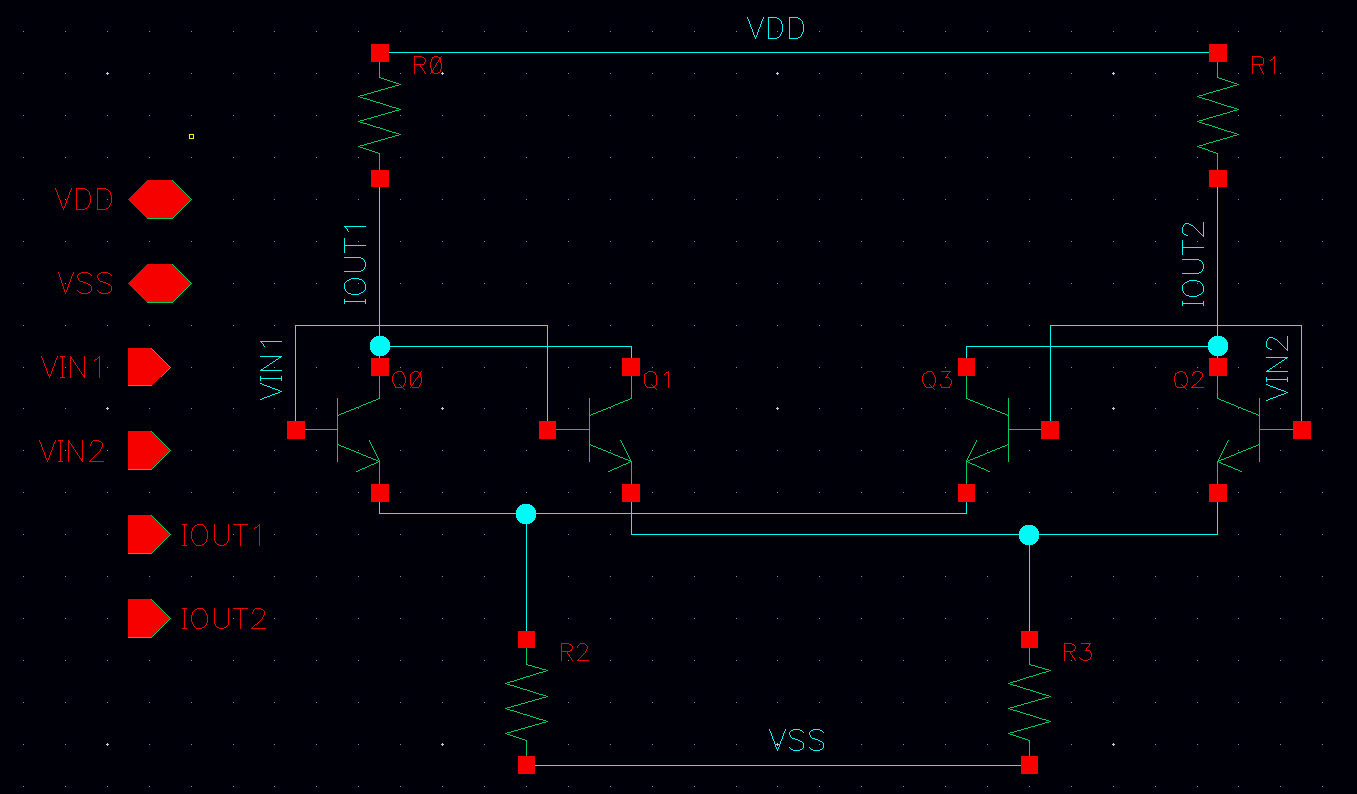 VDD
R0
R1
VDD
VSS
VIN1
VIN2
IOUT1
IOUT2
IOUT1
IOUT2
VIN1
VIN2
Q0
Q1
Q3
Q2
R2
R3
VSS